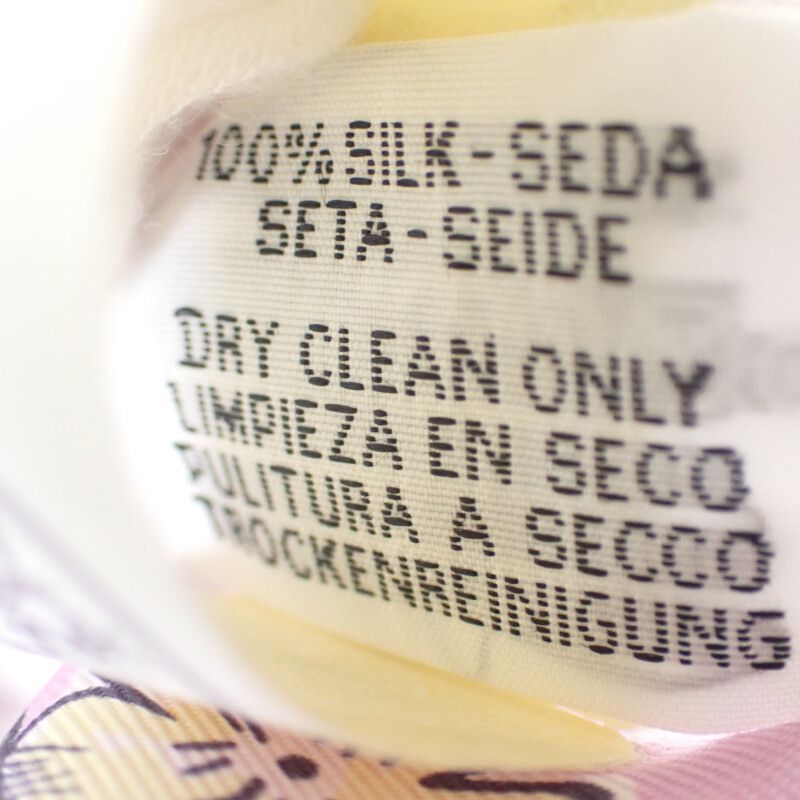 100% SILK - SEDA
SETA - SEIDE
DRY CLEAN ONLY
LIMPIEZA EN SECO
PULITURA A SECCO
TROCKENREINIGUNG